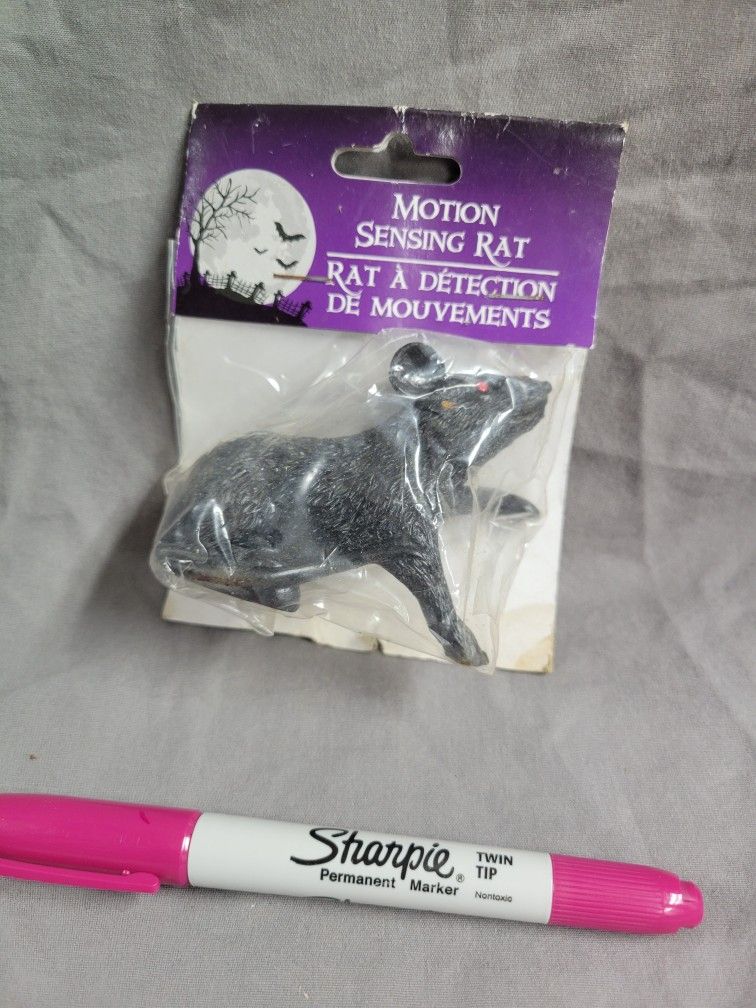 MOTION
SENSING RAT
RAT À DÉTECTION
DE MOUVEMENTS
Sharpie®
TWIN
TIP
Permanent Marker
Nontoxic